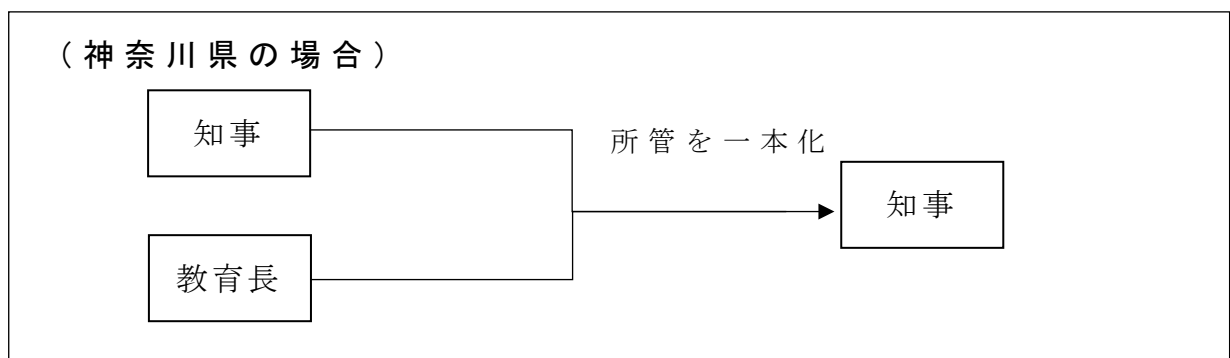 （神奈川県の場合）
知事
所管を一本化
知事
教育長